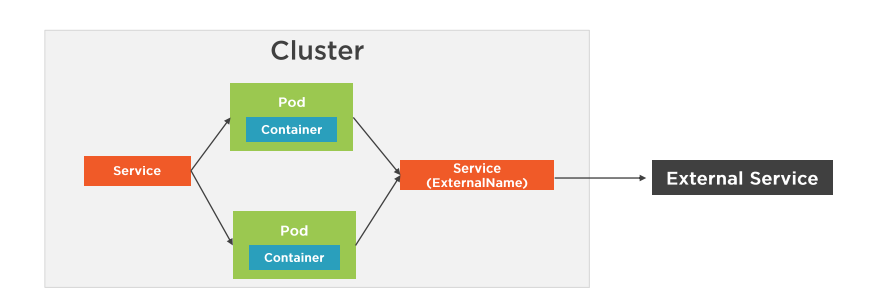 Cluster
Pod
Container
Service
Service
(ExternalName)
External Service
Pod
Container